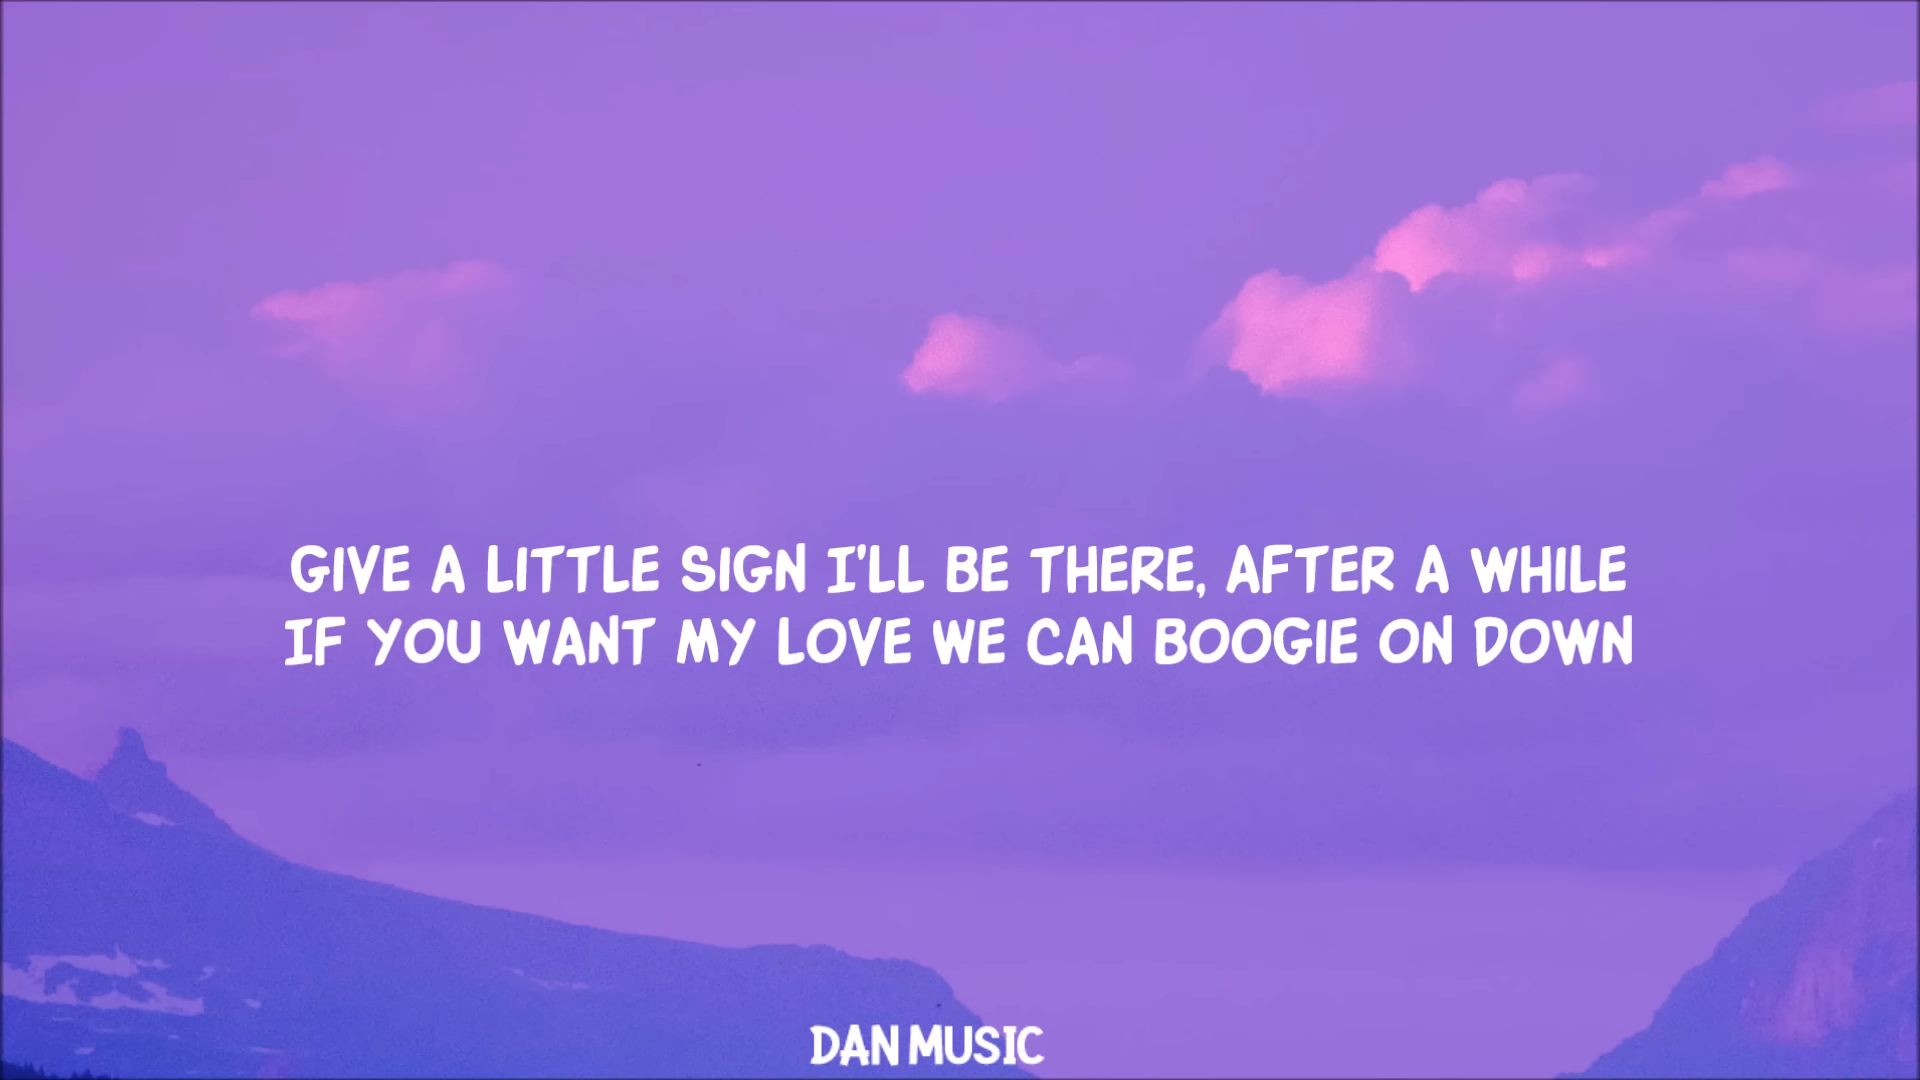 GIVE A LITTLE SIGN I'LL BE THERE, AFTER A WHILE
IF YOU WANT MY LOVE WE CAN BOOGIE ON DOWN
DAN MUSIC